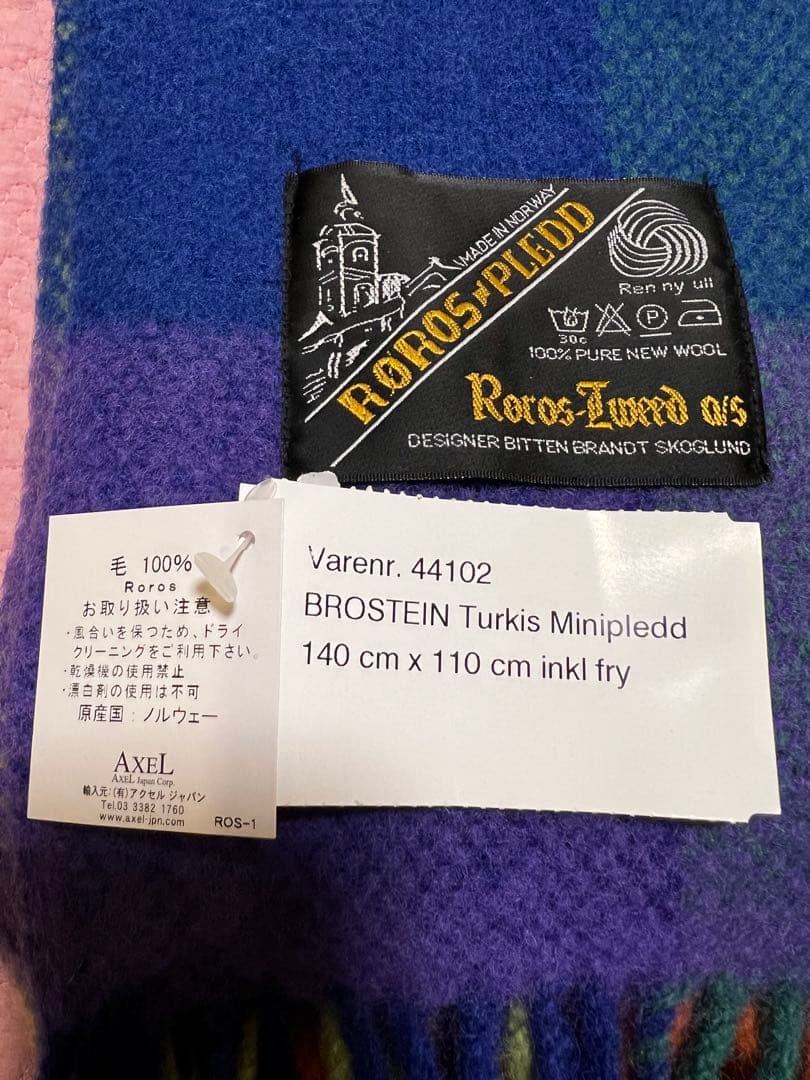 MADE IN NORWAY
RØROS PLEDD
Ren ny ull
30c
P
100% PURE NEW WOOL
Røros-Tweed a/s
DESIGNER BITTEN BRANDT SKOGLUND
Varenr. 44102
BROSTEIN Turkis Minipledd
140 cm x 110 cm inkl fry
毛 100%
Roros
お取り扱い注意
・風合いを保つため、ドライ
クリーニングをご利用下さい。
・乾燥機の使用禁止
・漂白剤の使用は不可
原産国：ノルウェー
AXEL
AXEL Japan Corp.
輸入元:(有)アクセル ジャパン
Tel.03 3382 1760
www.axel-jpn.com
ROS-1